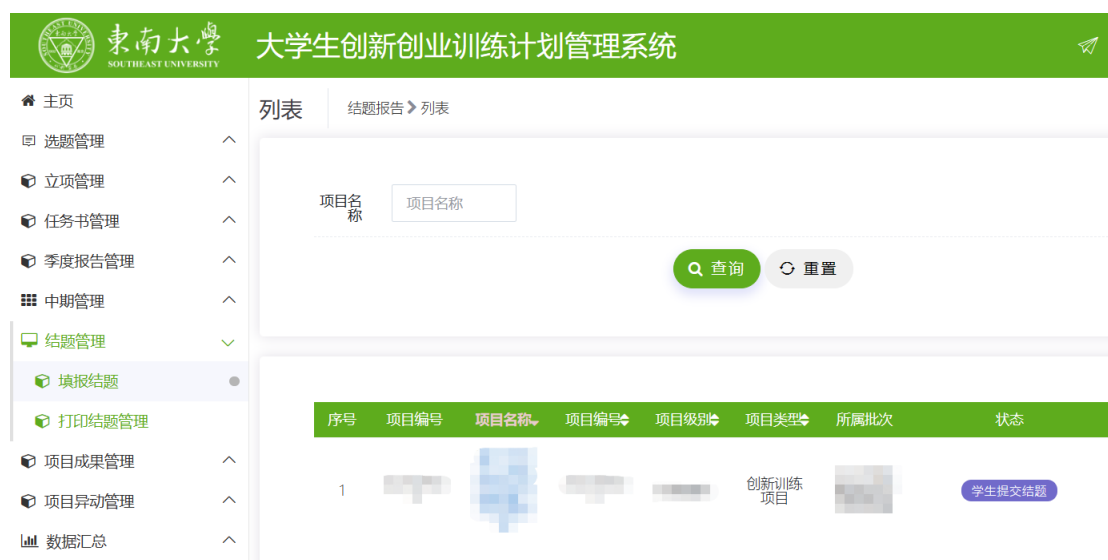 東南大學
SOUTHEAST UNIVERSITY
大学生创新创业训练计划管理系统
主页
选题管理
立项管理
任务书管理
季度报告管理
中期管理
结题管理
填报结题
打印结题管理
项目成果管理
项目异动管理
数据汇总
列表
结题报告 列表
项目名
称
项目名称
查询 重置
序号 项目编号 项目名称 项目编号 项目级别 项目类型 所属批次 状态
1 创新训练
项目
学生提交结题